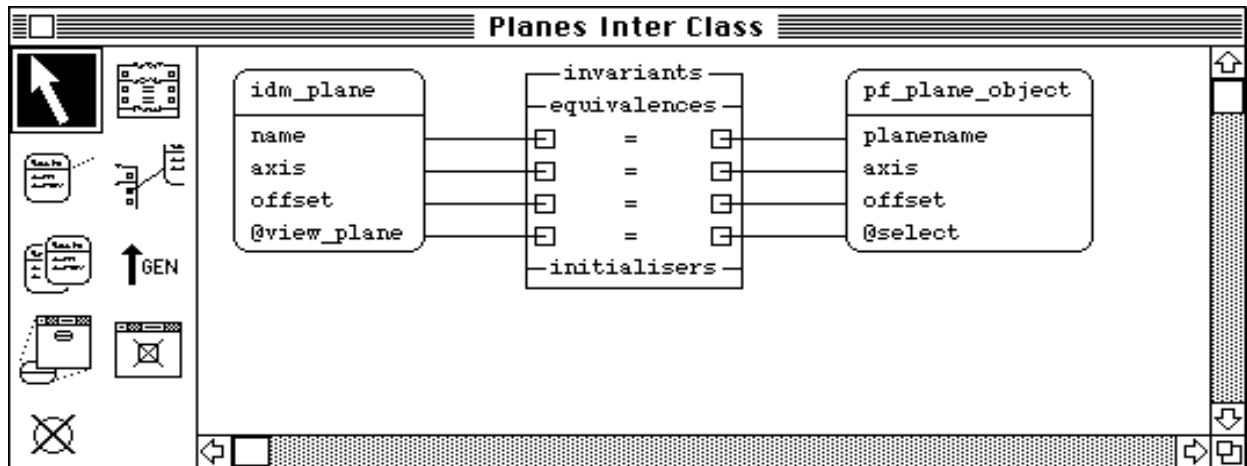 Planes Inter Class
idm_plane
name
axis
offset
@view_plane
invariants
equivalences
=
=
=
=
initialisers
pf_plane_object
planename
axis
offset
@select
GEN